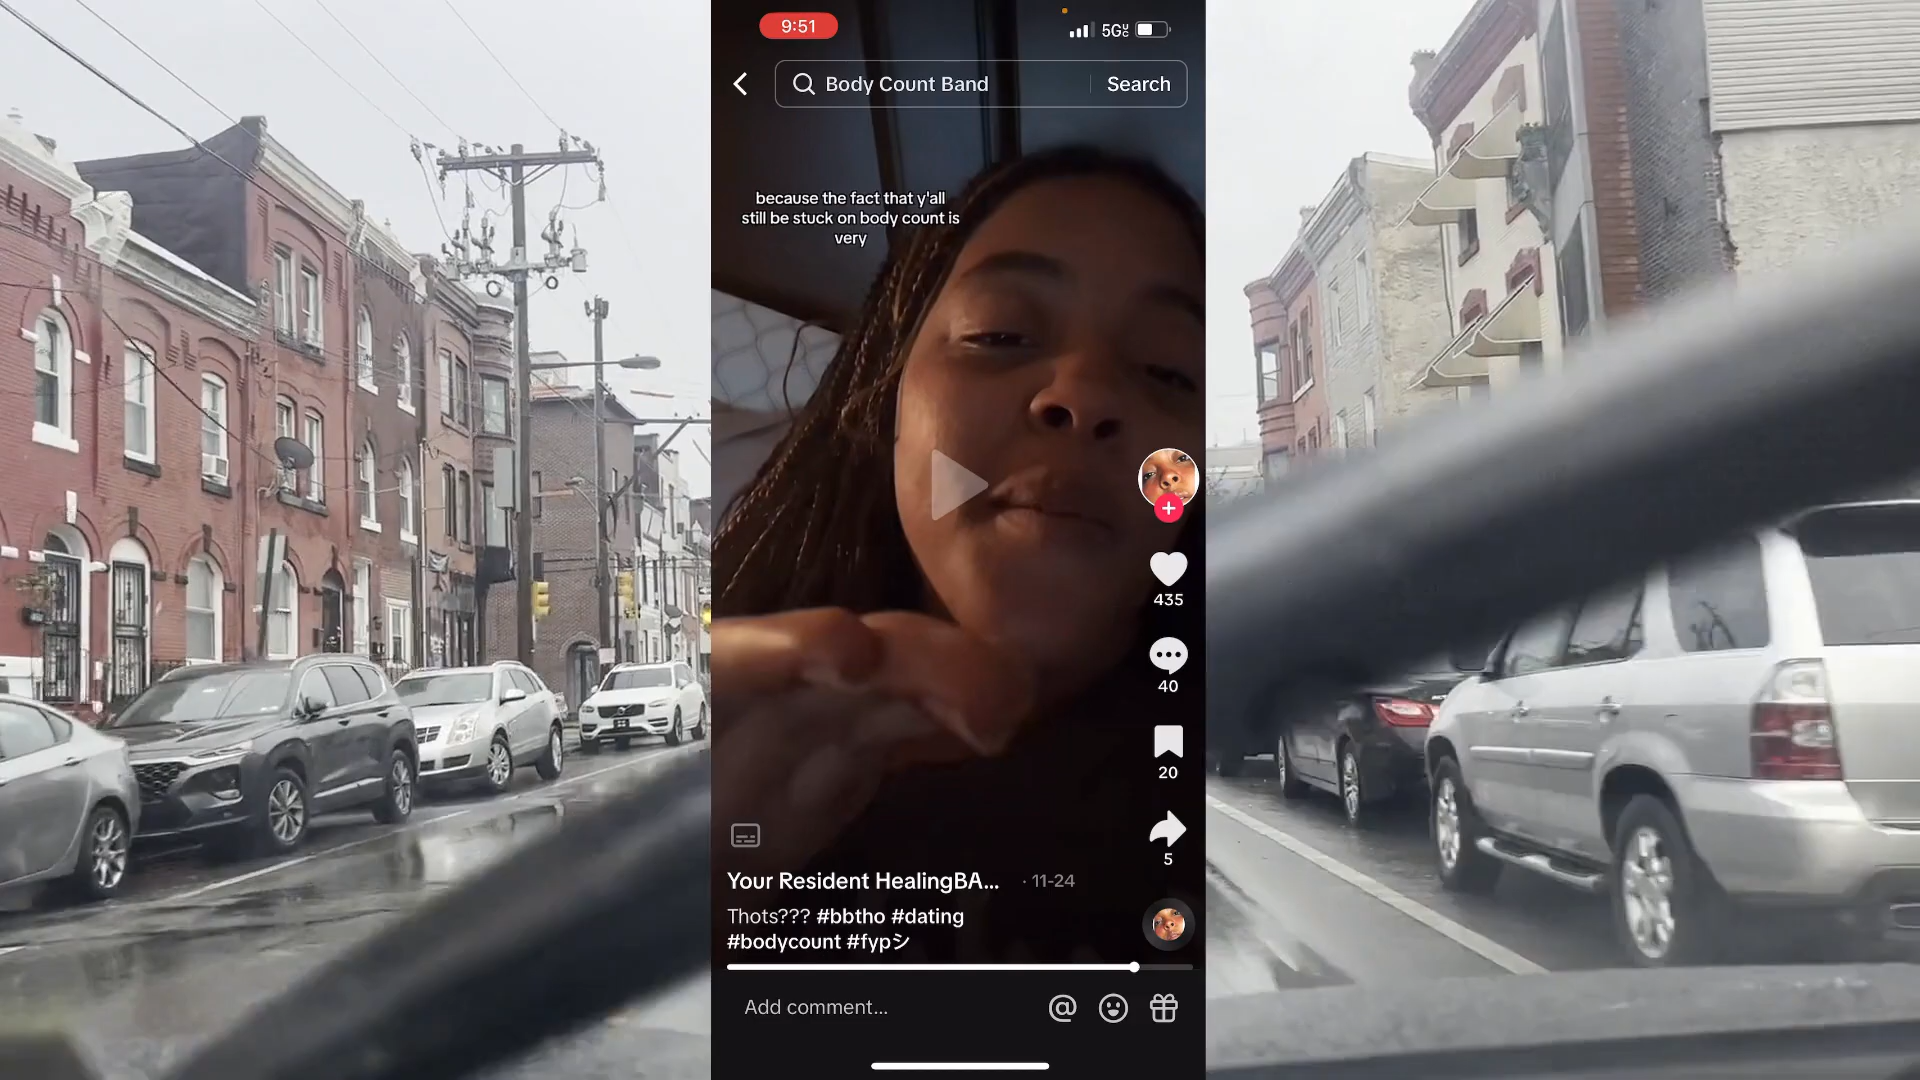 9:51
5GUC
Body Count Band
Search
because the fact that y'all
still be stuck on body count is
very
435
40
20
5
Your Resident HealingBA...
· 11-24
Thots??? #bbtho #dating
#bodycount #fypシ
Add comment...
@